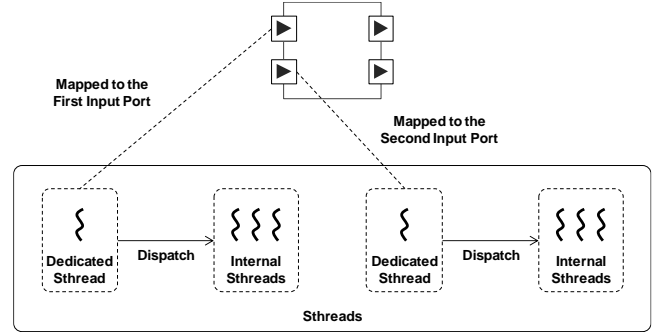 Mapped to the
First Input Port
Mapped to the
Second Input Port
Dedicated
Sthread
Dispatch
Internal
Sthreads
Dedicated
Sthread
Dispatch
Internal
Sthreads
Sthreads